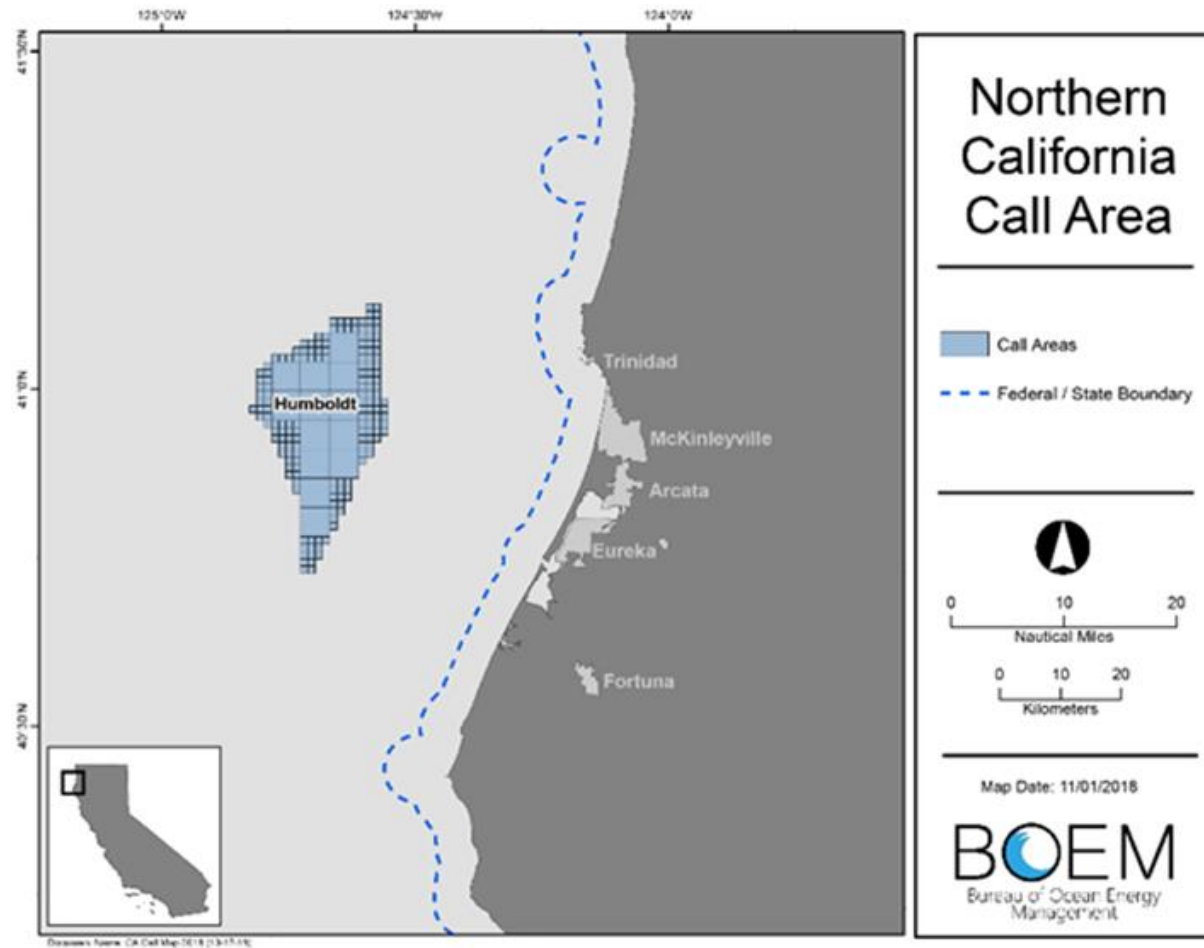 125°0'W
124°30'W
124°0'W
41°30'N
41°0'N
40°30'N
Humboldt
Trinidad
McKinleyville
Arcata
Eureka
Fortuna
Northern
California
Call Area
Call Areas
Federal / State Boundary
0 10 20
Nautical Miles
0 10 20
Kilometers
Map Date: 11/01/2018
BOEM
Bureau of Ocean Energy
Management